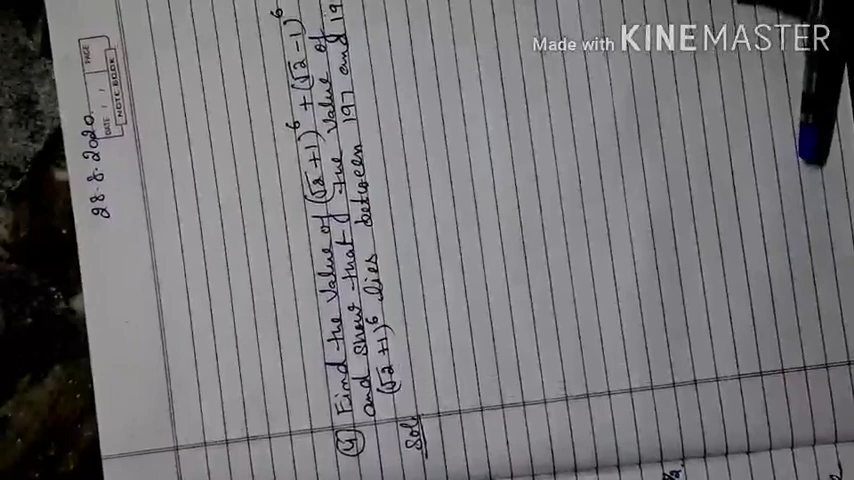 Made with KINEMASTER
PAGE
DATE / /
NOTE BOOK
28.8.2020.
(4) Find the value of (√2+1)⁶ + (√2-1)⁶
and show that the value of
(√2+1)⁶ lies between 197 and 19
Sol